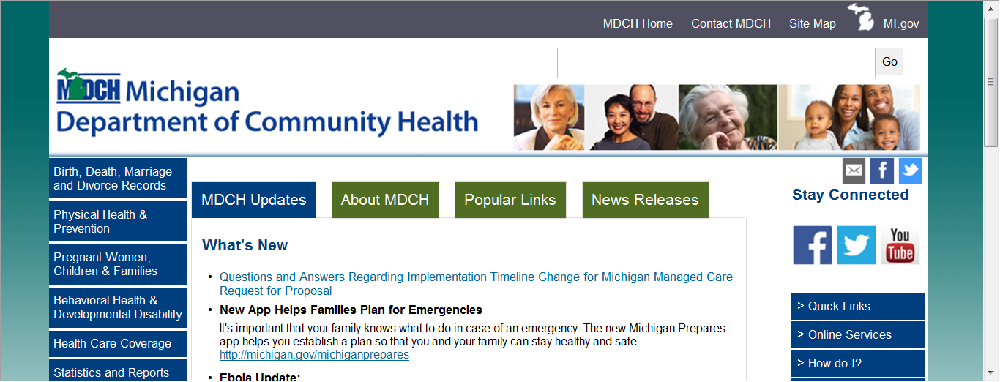 MDCH Home Contact MDCH Site Map MI.gov
Go
MDCH Michigan
Department of Community Health
Birth, Death, Marriage
and Divorce Records
Physical Health &
Prevention
Pregnant Women,
Children & Families
Behavioral Health &
Developmental Disability
Health Care Coverage
Statistics and Reports
MDCH Updates About MDCH Popular Links News Releases
What's New
• Questions and Answers Regarding Implementation Timeline Change for Michigan Managed Care
Request for Proposal
• New App Helps Families Plan for Emergencies
It's important that your family knows what to do in case of an emergency. The new Michigan Prepares
app helps you establish a plan so that you and your family can stay healthy and safe.
http://michigan.gov/michiganprepares
• Ebola Update:
Stay Connected
You
Tube
> Quick Links
> Online Services
> How do I?